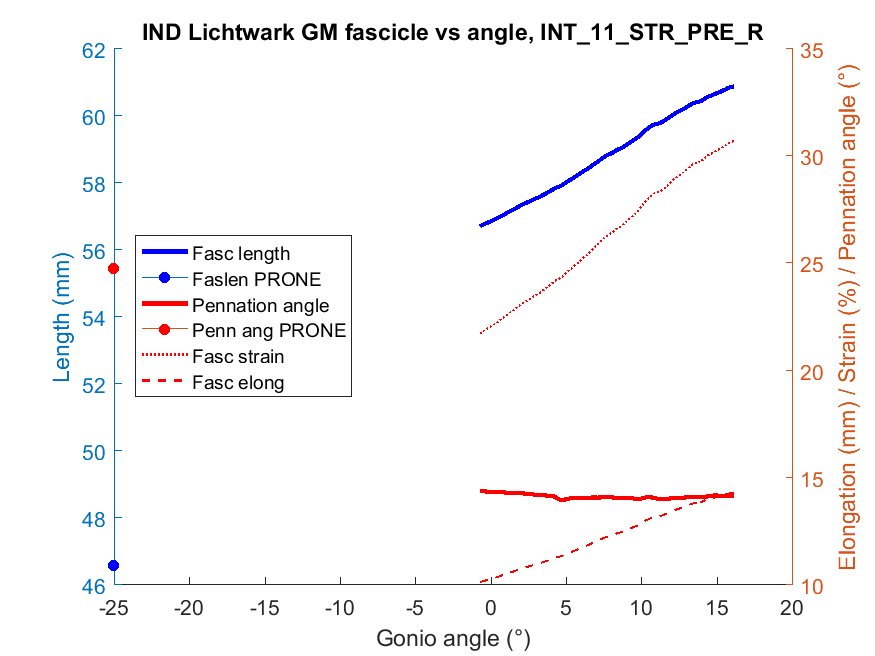 IND Lichtwark GM fascicle vs angle, INT_11_STR_PRE_R
62
60
58
56
54
52
50
48
46
Length (mm)
35
30
25
20
15
10
Elongation (mm) / Strain (%) / Pennation angle (°)
Fasc length
Faslen PRONE
Pennation angle
Penn ang PRONE
Fasc strain
Fasc elong
-25 -20 -15 -10 -5 0 5 10 15 20
Gonio angle (°)